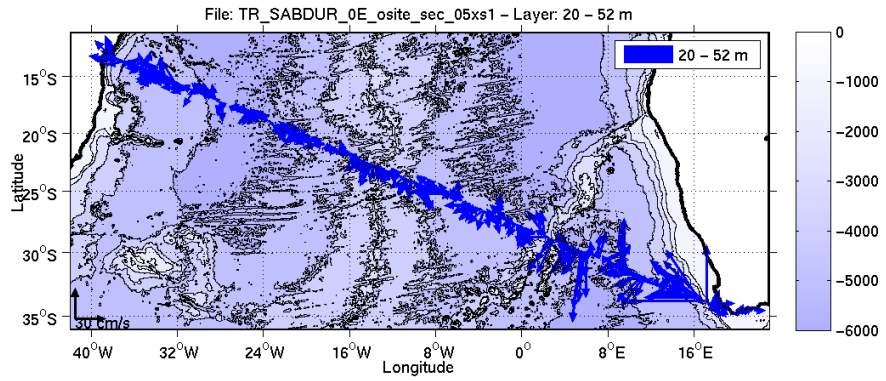 File: TR_SABDUR_0E_osite_sec_05xs1 – Layer: 20 – 52 m
20 – 52 m
0
−1000
−2000
−3000
−4000
−5000
−6000
15°S
20°S
25°S
30°S
35°S
Latitude
30 cm/s
40°W 32°W 24°W 16°W 8°W 0° 8°E 16°E
Longitude